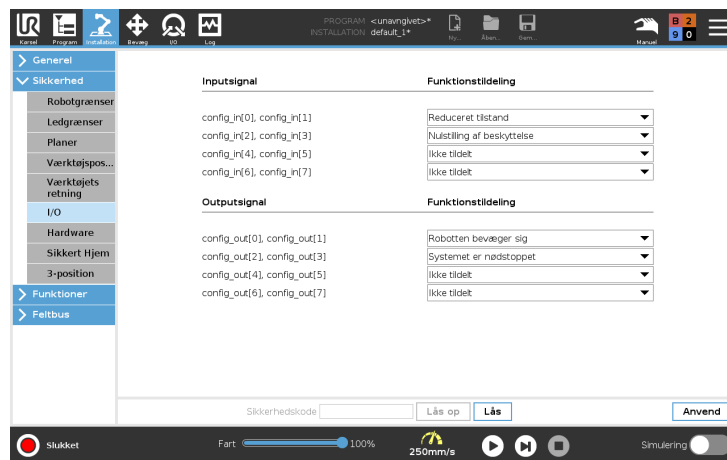 UR
PROGRAM <unavngivet>*
INSTALLATION default_1*
Kørsel Program Installation Bevæg I/O Log Ny... Åben... Gem... Manuel
B 2
9 0
Generel
Sikkerhed
Robotgrænser
Ledgrænser
Planer
Værktøjspos...
Værktøjets
retning
I/O
Hardware
Sikkert Hjem
3-position
Funktioner
Feltbus
Inputsignal Funktionstildeling
config_in[0], config_in[1] Reduceret tilstand
config_in[2], config_in[3] Nulstilling af beskyttelse
config_in[4], config_in[5] Ikke tildelt
config_in[6], config_in[7] Ikke tildelt
Outputsignal Funktionstildeling
config_out[0], config_out[1] Robotten bevæger sig
config_out[2], config_out[3] Systemet er nødstoppet
config_out[4], config_out[5] Ikke tildelt
config_out[6], config_out[7] Ikke tildelt
Sikkerhedskode Lås op Lås Anvend
Slukket Fart 100% 250mm/s Simulering